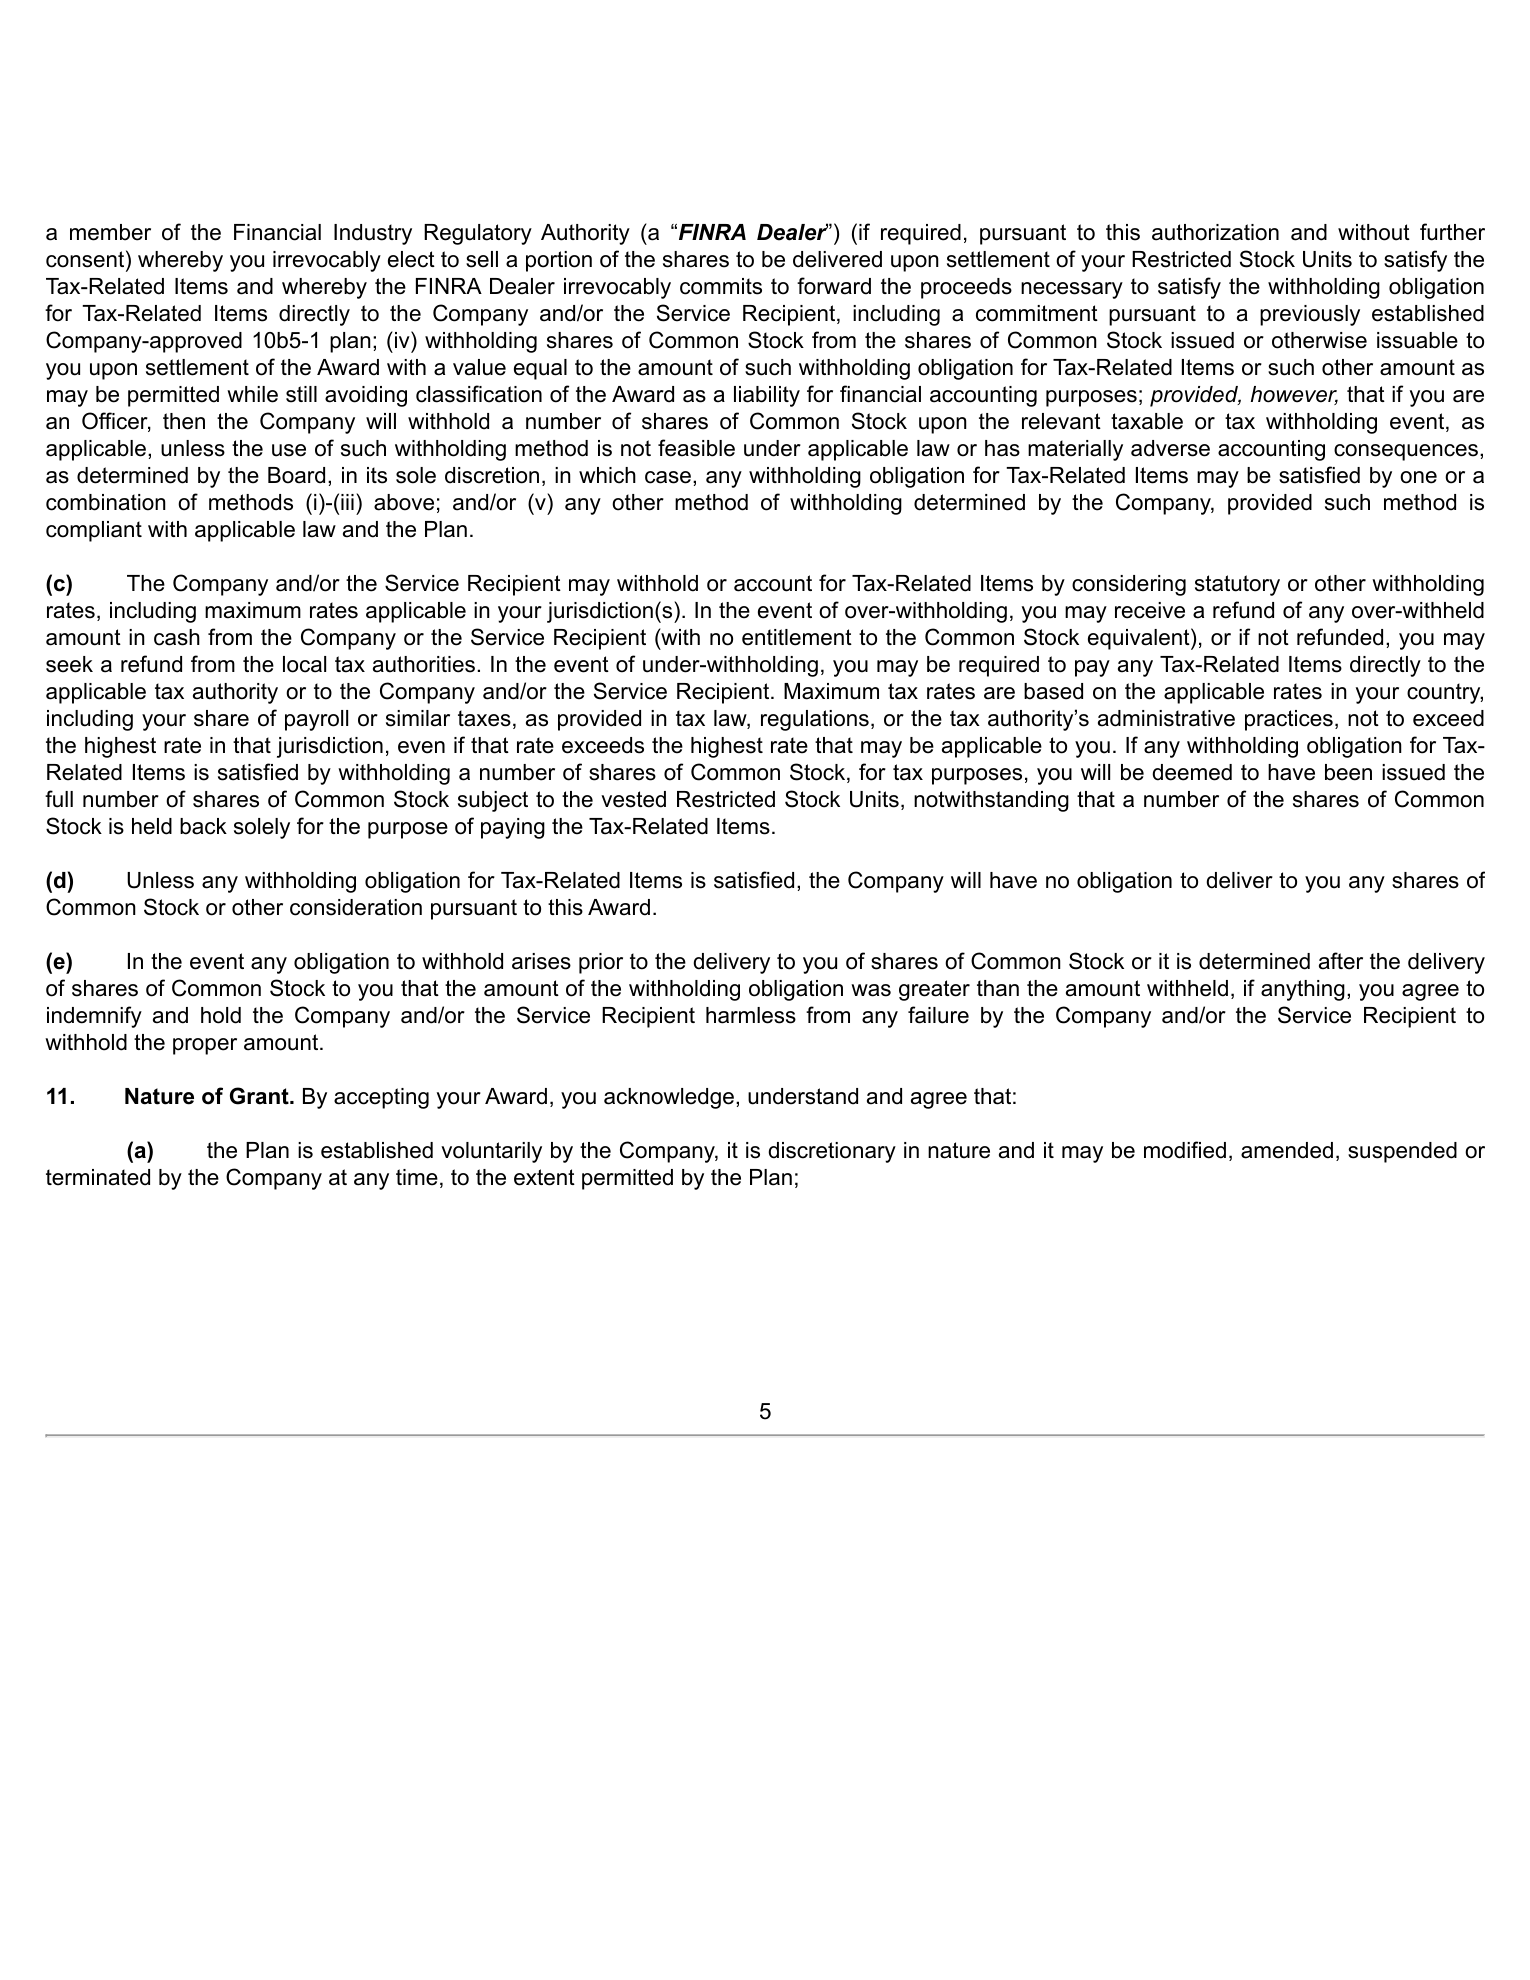 a member of the Financial Industry Regulatory Authority (a “FINRA Dealer”) (if required, pursuant to this authorization and without further
consent) whereby you irrevocably elect to sell a portion of the shares to be delivered upon settlement of your Restricted Stock Units to satisfy the
Tax-Related Items and whereby the FINRA Dealer irrevocably commits to forward the proceeds necessary to satisfy the withholding obligation
for Tax-Related Items directly to the Company and/or the Service Recipient, including a commitment pursuant to a previously established
Company-approved 10b5-1 plan; (iv) withholding shares of Common Stock from the shares of Common Stock issued or otherwise issuable to
you upon settlement of the Award with a value equal to the amount of such withholding obligation for Tax-Related Items or such other amount as
may be permitted while still avoiding classification of the Award as a liability for financial accounting purposes; provided, however, that if you are
an Officer, then the Company will withhold a number of shares of Common Stock upon the relevant taxable or tax withholding event, as
applicable, unless the use of such withholding method is not feasible under applicable law or has materially adverse accounting consequences,
as determined by the Board, in its sole discretion, in which case, any withholding obligation for Tax-Related Items may be satisfied by one or a
combination of methods (i)-(iii) above; and/or (v) any other method of withholding determined by the Company, provided such method is
compliant with applicable law and the Plan.
(c) The Company and/or the Service Recipient may withhold or account for Tax-Related Items by considering statutory or other withholding
rates, including maximum rates applicable in your jurisdiction(s). In the event of over-withholding, you may receive a refund of any over-withheld
amount in cash from the Company or the Service Recipient (with no entitlement to the Common Stock equivalent), or if not refunded, you may
seek a refund from the local tax authorities. In the event of under-withholding, you may be required to pay any Tax-Related Items directly to the
applicable tax authority or to the Company and/or the Service Recipient. Maximum tax rates are based on the applicable rates in your country,
including your share of payroll or similar taxes, as provided in tax law, regulations, or the tax authority’s administrative practices, not to exceed
the highest rate in that jurisdiction, even if that rate exceeds the highest rate that may be applicable to you. If any withholding obligation for Tax-
Related Items is satisfied by withholding a number of shares of Common Stock, for tax purposes, you will be deemed to have been issued the
full number of shares of Common Stock subject to the vested Restricted Stock Units, notwithstanding that a number of the shares of Common
Stock is held back solely for the purpose of paying the Tax-Related Items.
(d) Unless any withholding obligation for Tax-Related Items is satisfied, the Company will have no obligation to deliver to you any shares of
Common Stock or other consideration pursuant to this Award.
(e) In the event any obligation to withhold arises prior to the delivery to you of shares of Common Stock or it is determined after the delivery
of shares of Common Stock to you that the amount of the withholding obligation was greater than the amount withheld, if anything, you agree to
indemnify and hold the Company and/or the Service Recipient harmless from any failure by the Company and/or the Service Recipient to
withhold the proper amount.
11. Nature of Grant. By accepting your Award, you acknowledge, understand and agree that:
(a) the Plan is established voluntarily by the Company, it is discretionary in nature and it may be modified, amended, suspended or
terminated by the Company at any time, to the extent permitted by the Plan;
5